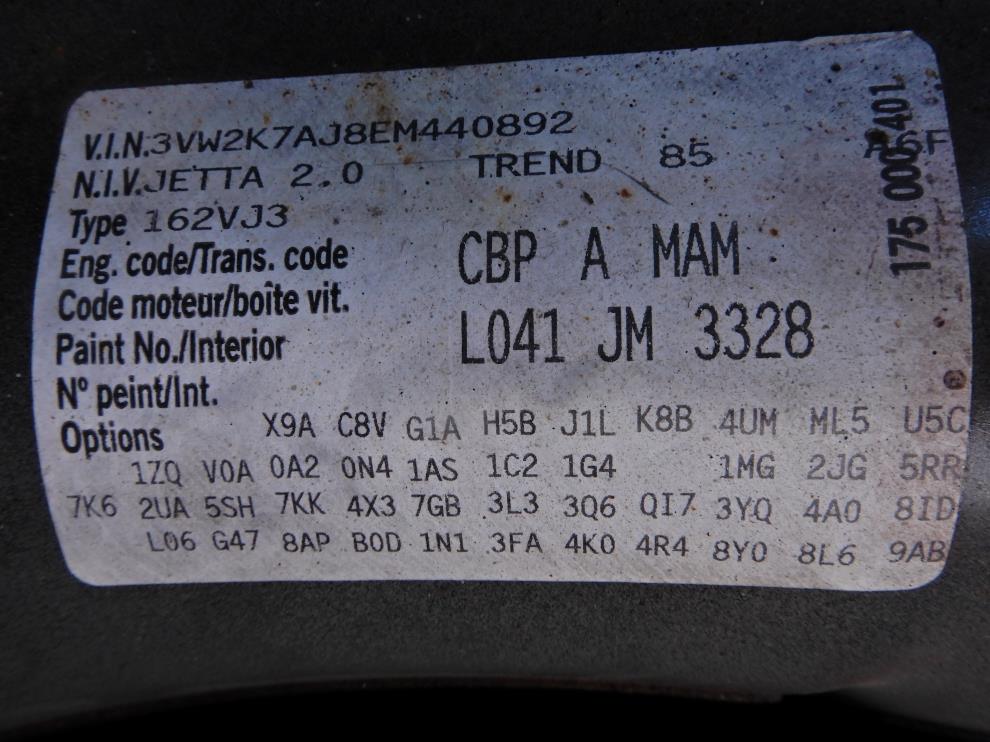 V.I.N.3VW2K7AJ8EM440892
N.I.V.JETTA 2.0 TREND 85
Type 162VJ3
Eng. code/Trans. code
Code moteur/boîte vit. CBP A MAM
Paint No./Interior L041 JM 3328
N° peint/Int.
Options X9A C8V G1A H5B J1L K8B 4UM ML5 U5C
1ZQ V0A 0A2 0N4 1AS 1C2 1G4 1MG 2JG 5RR
7K6 2UA 5SH 7KK 4X3 7GB 3L3 3Q6 QI7 3YQ 4A0 8ID
L06 G47 8AP B0D 1N1 3FA 4K0 4R4 8Y0 8L6 9AB
175 000 401